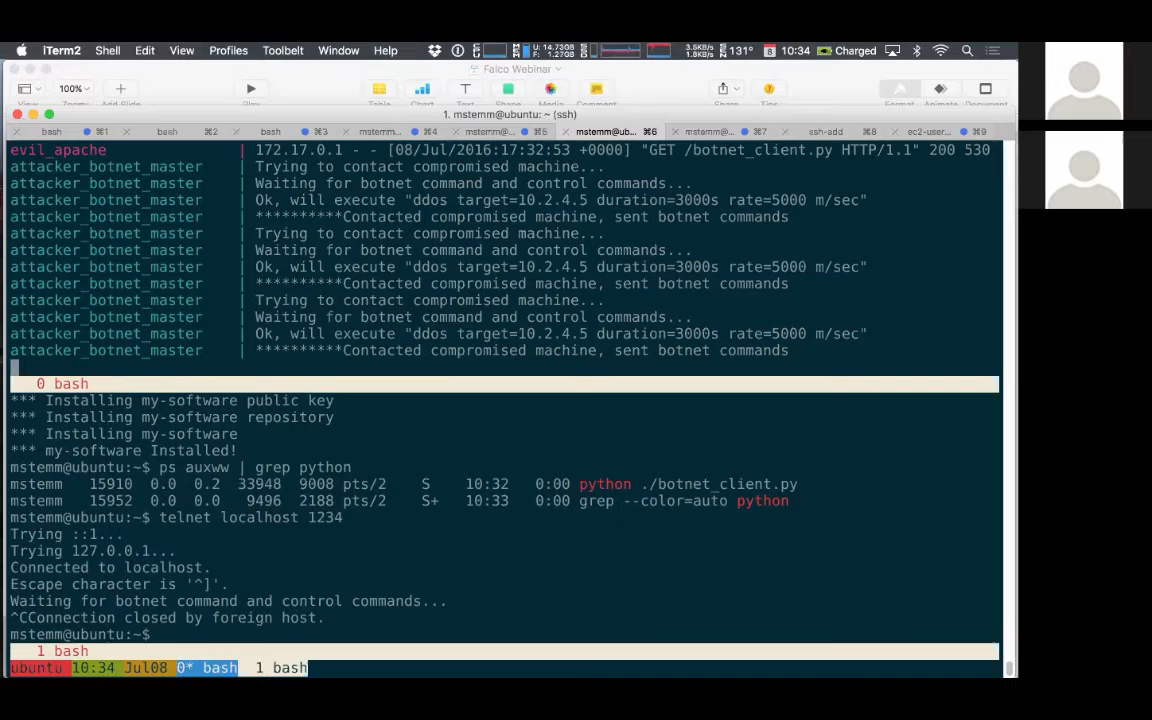 iTerm2 Shell Edit View Profiles Toolbelt Window Help U: 14.73GB F: 1.27GB 3.5KB/s 1.8KB/s 131° 8 10:34 Charged
Falco Webinar
100%
View Zoom Add Slide Play Table Chart Text Shape Media Comment Share Tips Format Animate Document
1. mstemm@ubuntu: ~ (ssh)
bash ⌘1 bash ⌘2 bash ⌘3 mstemm... ⌘4 mstemm@... ⌘5 mstemm@ub... ⌘6 mstemm@... ⌘7 ssh-add ⌘8 ec2-user... ⌘9
evil_apache | 172.17.0.1 - - [08/Jul/2016:17:32:53 +0000] "GET /botnet_client.py HTTP/1.1" 200 530
attacker_botnet_master | Trying to contact compromised machine...
attacker_botnet_master | Waiting for botnet command and control commands...
attacker_botnet_master | Ok, will execute "ddos target=10.2.4.5 duration=3000s rate=5000 m/sec"
attacker_botnet_master | **********Contacted compromised machine, sent botnet commands
attacker_botnet_master | Trying to contact compromised machine...
attacker_botnet_master | Waiting for botnet command and control commands...
attacker_botnet_master | Ok, will execute "ddos target=10.2.4.5 duration=3000s rate=5000 m/sec"
attacker_botnet_master | **********Contacted compromised machine, sent botnet commands
attacker_botnet_master | Trying to contact compromised machine...
attacker_botnet_master | Waiting for botnet command and control commands...
attacker_botnet_master | Ok, will execute "ddos target=10.2.4.5 duration=3000s rate=5000 m/sec"
attacker_botnet_master | **********Contacted compromised machine, sent botnet commands
0 bash
*** Installing my-software public key
*** Installing my-software repository
*** Installing my-software
*** my-software Installed!
mstemm@ubuntu:~$ ps auxww | grep python
mstemm 15910 0.0 0.2 33948 9008 pts/2 S 10:32 0:00 python ./botnet_client.py
mstemm 15952 0.0 0.0 9496 2188 pts/2 S+ 10:33 0:00 grep --color=auto python
mstemm@ubuntu:~$ telnet localhost 1234
Trying ::1...
Trying 127.0.0.1...
Connected to localhost.
Escape character is '^]'.
Waiting for botnet command and control commands...
^CConnection closed by foreign host.
mstemm@ubuntu:~$
1 bash
ubuntu 10:34 Jul08 0* bash 1 bash